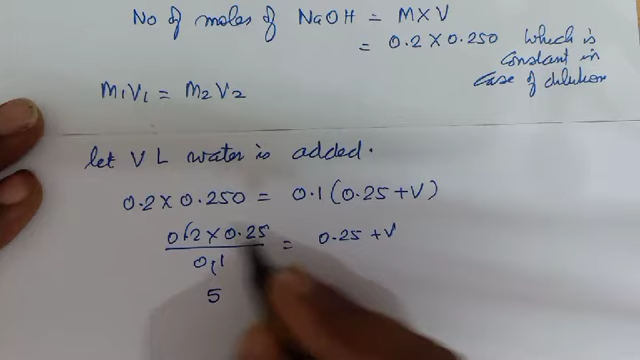 No of moles of NaOH = M×V
= 0.2 × 0.250 which is
constant in
case of dilution
M1V1 = M2V2
let V L water is added.
0.2 × 0.250 = 0.1 (0.25 + V)
0.2 × 0.25 = 0.25 + V
0.1
5